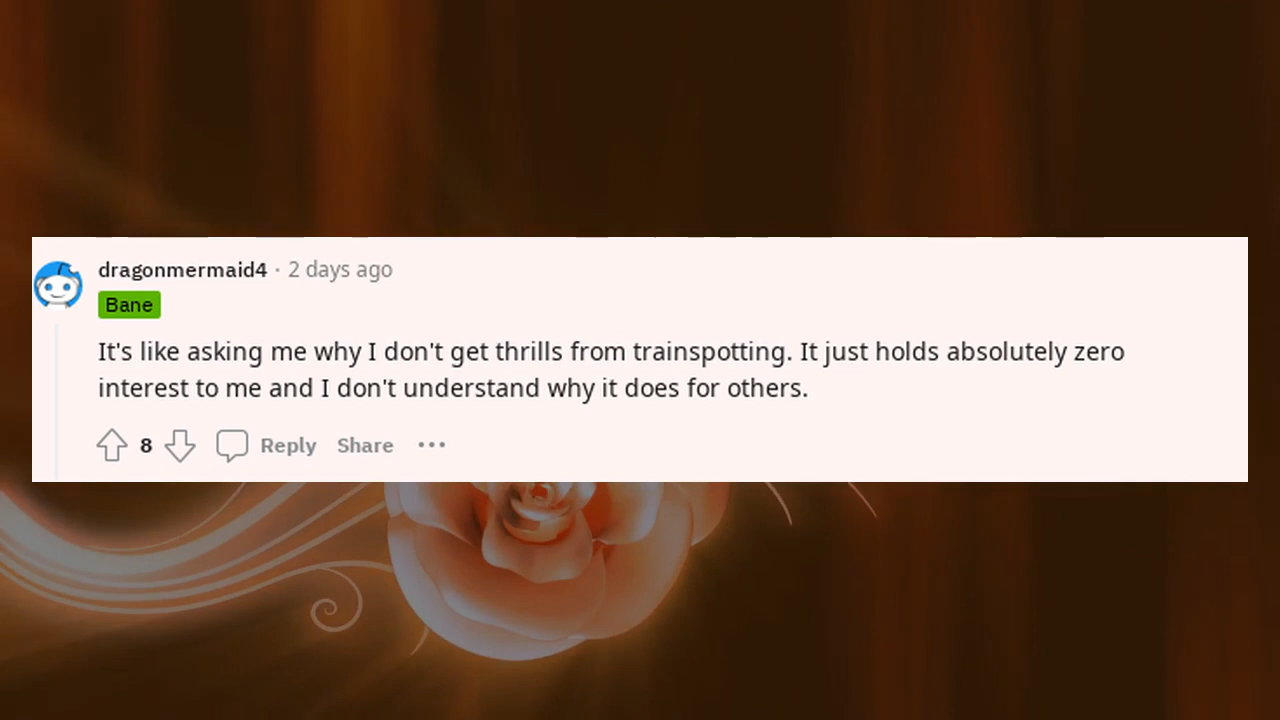 dragonmermaid4 · 2 days ago
Bane
It's like asking me why I don't get thrills from trainspotting. It just holds absolutely zero
interest to me and I don't understand why it does for others.
8 Reply Share ···